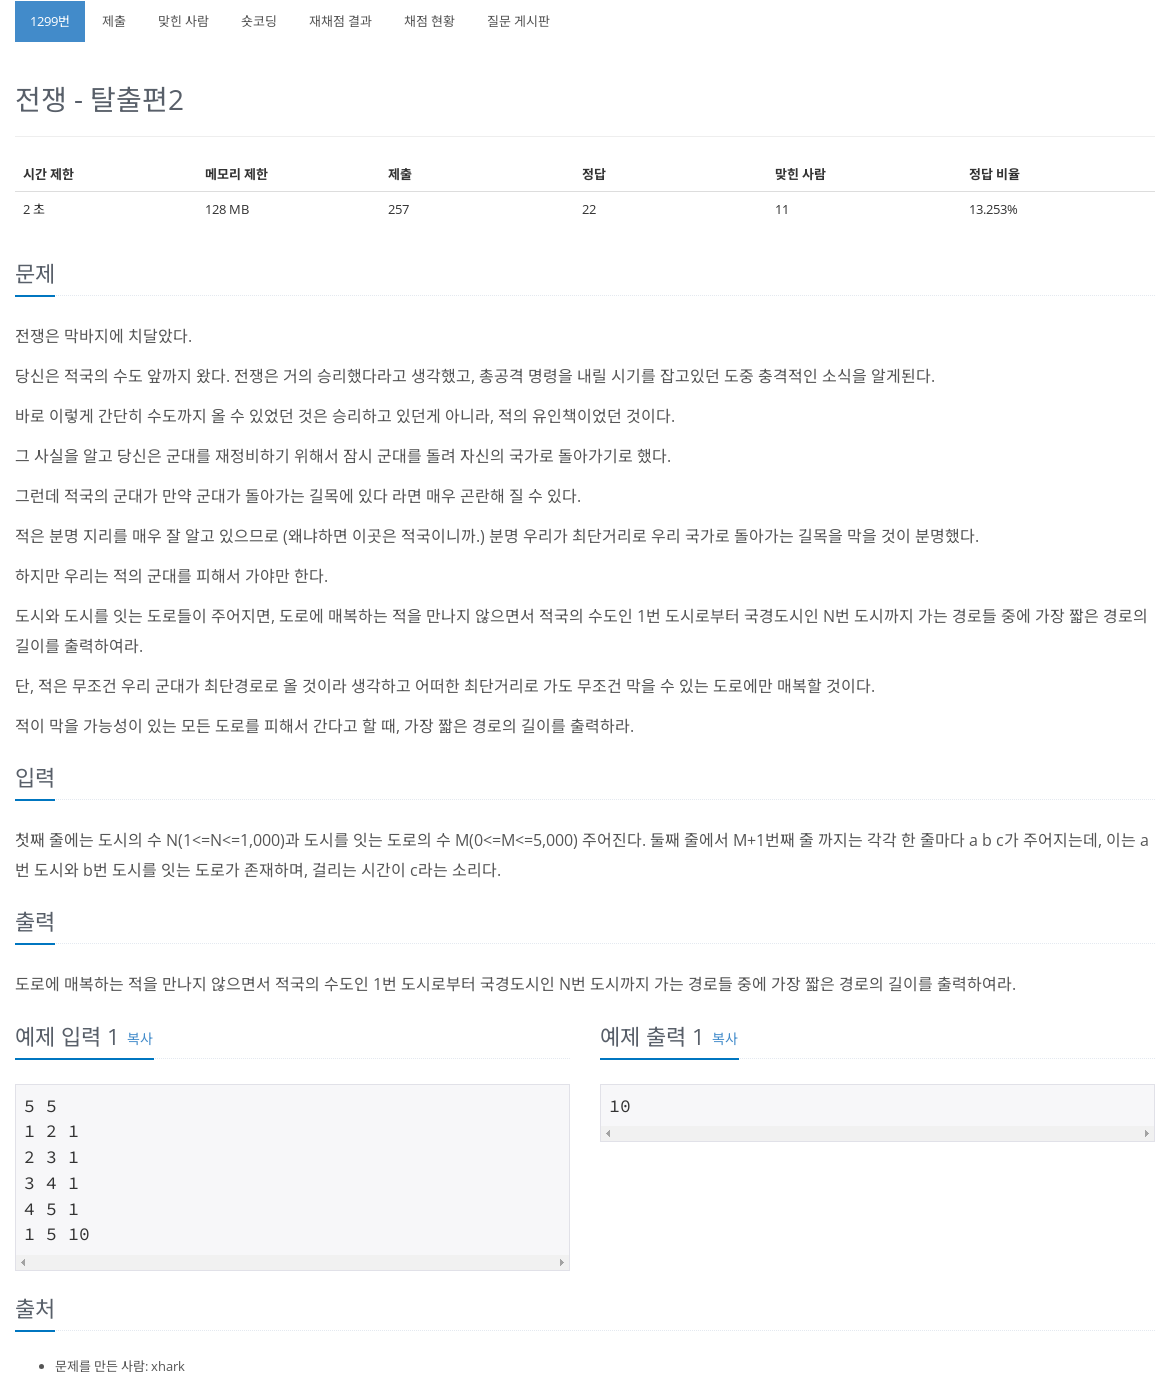 1299번 제출 맞힌 사람 숏코딩 재채점 결과 채점 현황 질문 게시판
전쟁 - 탈출편2
시간 제한 메모리 제한 제출 정답 맞힌 사람 정답 비율
2 초 128 MB 257 22 11 13.253%
문제
전쟁은 막바지에 치달았다.
당신은 적국의 수도 앞까지 왔다. 전쟁은 거의 승리했다라고 생각했고, 총공격 명령을 내릴 시기를 잡고있던 도중 충격적인 소식을 알게된다.
바로 이렇게 간단히 수도까지 올 수 있었던 것은 승리하고 있던게 아니라, 적의 유인책이었던 것이다.
그 사실을 알고 당신은 군대를 재정비하기 위해서 잠시 군대를 돌려 자신의 국가로 돌아가기로 했다.
그런데 적국의 군대가 만약 군대가 돌아가는 길목에 있다 라면 매우 곤란해 질 수 있다.
적은 분명 지리를 매우 잘 알고 있으므로 (왜냐하면 이곳은 적국이니까.) 분명 우리가 최단거리로 우리 국가로 돌아가는 길목을 막을 것이 분명했다.
하지만 우리는 적의 군대를 피해서 가야만 한다.
도시와 도시를 잇는 도로들이 주어지면, 도로에 매복하는 적을 만나지 않으면서 적국의 수도인 1번 도시로부터 국경도시인 N번 도시까지 가는 경로들 중에 가장 짧은 경로의
길이를 출력하여라.
단, 적은 무조건 우리 군대가 최단경로로 올 것이라 생각하고 어떠한 최단거리로 가도 무조건 막을 수 있는 도로에만 매복할 것이다.
적이 막을 가능성이 있는 모든 도로를 피해서 간다고 할 때, 가장 짧은 경로의 길이를 출력하라.
입력
첫째 줄에는 도시의 수 N(1<=N<=1,000)과 도시를 잇는 도로의 수 M(0<=M<=5,000) 주어진다. 둘째 줄에서 M+1번째 줄 까지는 각각 한 줄마다 a b c가 주어지는데, 이는 a
번 도시와 b번 도시를 잇는 도로가 존재하며, 걸리는 시간이 c라는 소리다.
출력
도로에 매복하는 적을 만나지 않으면서 적국의 수도인 1번 도시로부터 국경도시인 N번 도시까지 가는 경로들 중에 가장 짧은 경로의 길이를 출력하여라.
예제 입력 1 복사
5 5
1 2 1
2 3 1
3 4 1
4 5 1
1 5 10
예제 출력 1 복사
10
출처
문제를 만든 사람: xhark